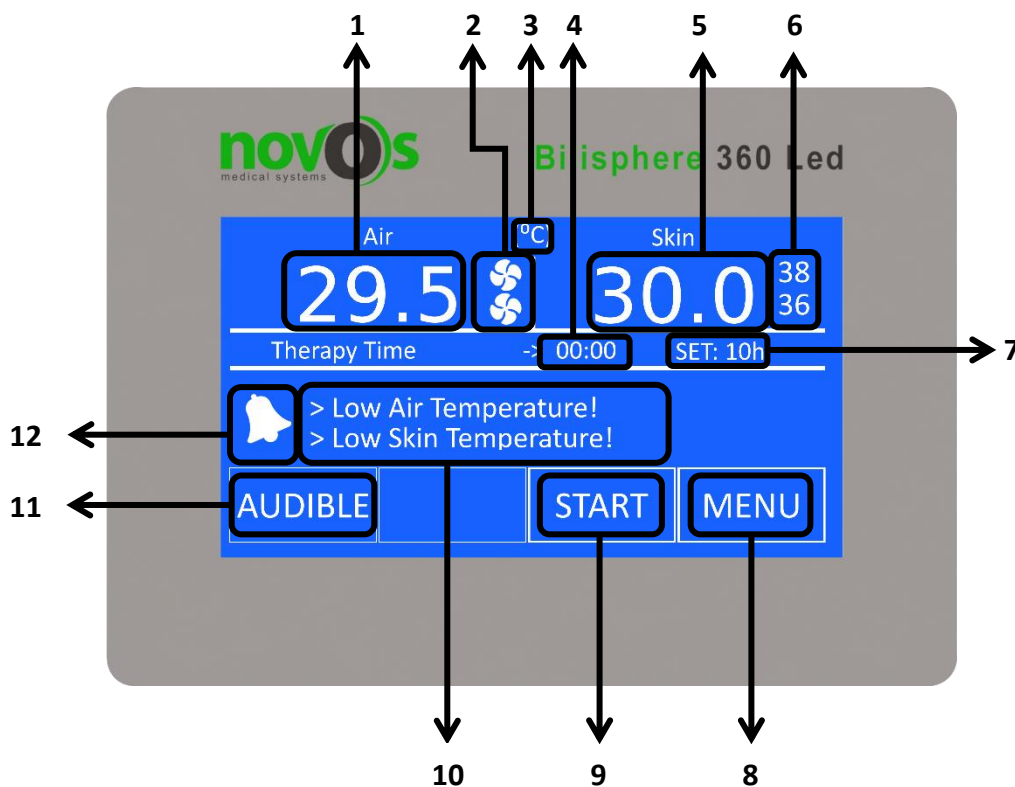 1 2 3 4 5 6
novos
medical systems
Bilisphere 360 Led
Air ⁰C Skin
29.5 30.0 38
36
Therapy Time -> 00:00 SET: 10h
7
> Low Air Temperature!
> Low Skin Temperature!
12
11
AUDIBLE START MENU
10 9 8